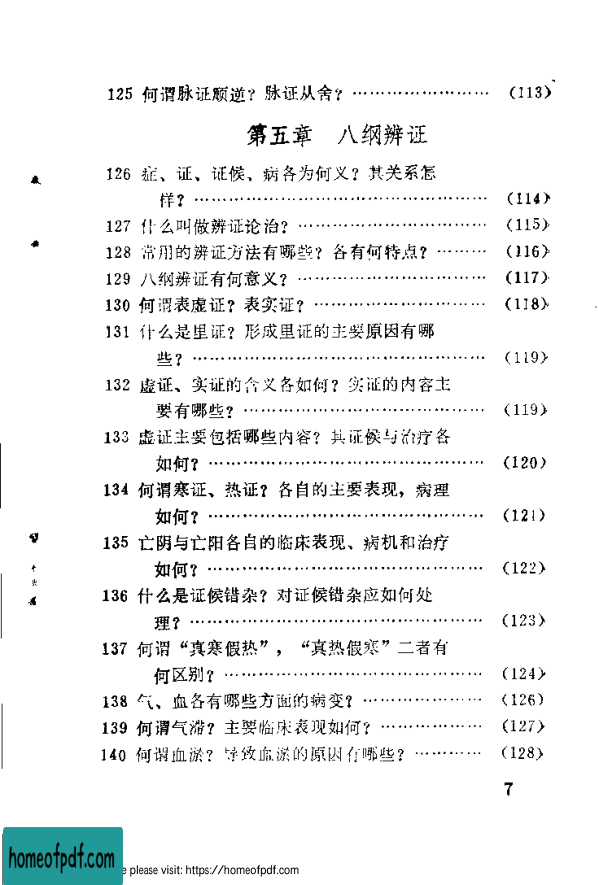 125 何谓脉证顺逆？脉证从舍？ …………………… (113)
第五章 八纲辨证
126 症、证、证候、病各为何义？其关系怎
样？ …………………………………… (114)
127 什么叫做辨证论治？ ………………………… (115)
128 常用的辨证方法有哪些？各有何特点？ ……… (116)
129 八纲辨证有何意义？ ………………………… (117)
130 何谓表虚证？表实证？ ……………………… (118)
131 什么是里证？形成里证的主要原因有哪
些？ …………………………………… (119)
132 虚证、实证的含义各如何？实证的内容主
要有哪些？ ……………………………… (119)
133 虚证主要包括哪些内容？其证候与治疗各
如何？ …………………………………… (120)
134 何谓寒证、热证？各自的主要表现，病理
如何？ …………………………………… (121)
135 亡阴与亡阳各自的临床表现、病机和治疗
如何？ …………………………………… (122)
136 什么是证候错杂？对证候错杂应如何处
理？ ……………………………………… (123)
137 何谓“真寒假热”，“真热假寒”二者有
何区别？ ………………………………… (124)
138 气、血各有哪些方面的病变？ ……………… (126)
139 何谓气滞？主要临床表现如何？ …………… (127)
140 何谓血淤？导致血淤的原因有哪些？ ………… (128)
7
homeofpdf.com
e please visit: https://homeofpdf.com